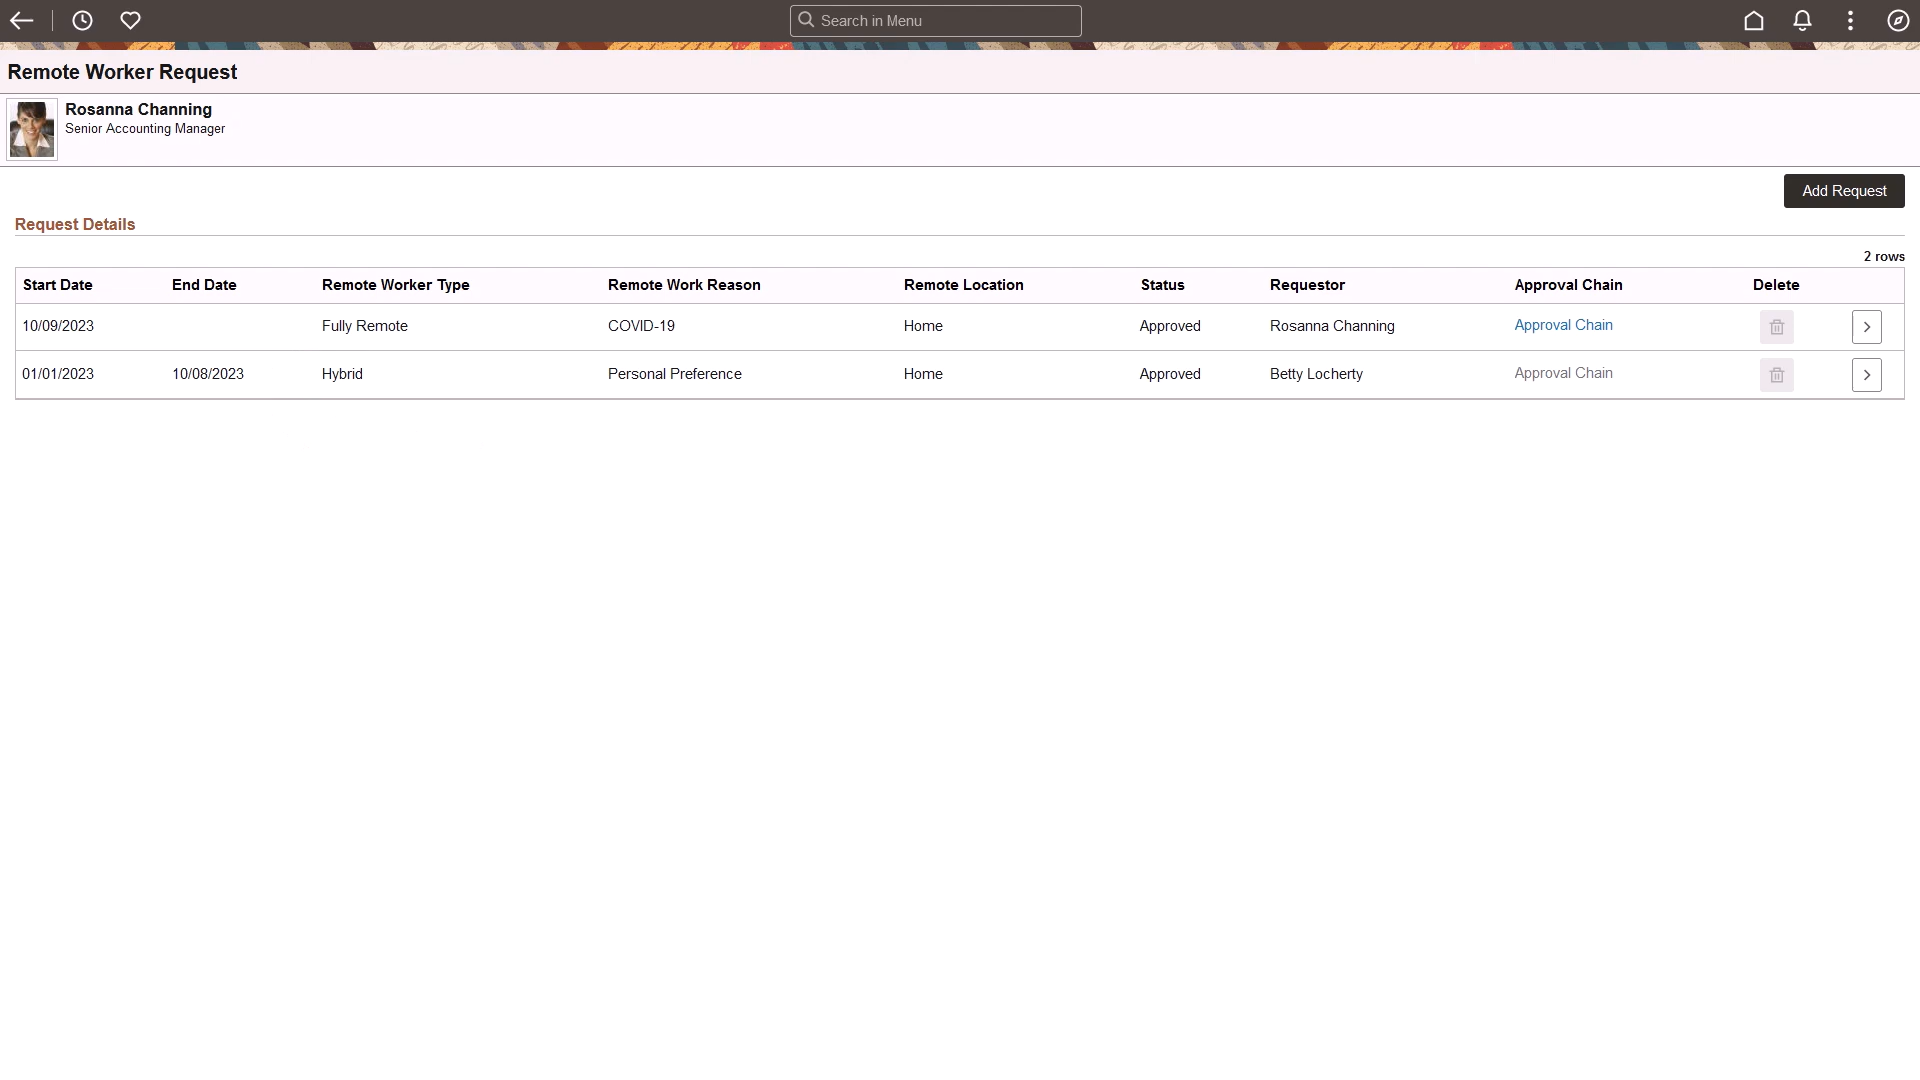 Search in Menu
Remote Worker Request
Rosanna Channing
Senior Accounting Manager
Add Request
Request Details
2 rows
Start Date End Date Remote Worker Type Remote Work Reason Remote Location Status Requestor Approval Chain Delete
10/09/2023 Fully Remote COVID-19 Home Approved Rosanna Channing Approval Chain
01/01/2023 10/08/2023 Hybrid Personal Preference Home Approved Betty Locherty Approval Chain